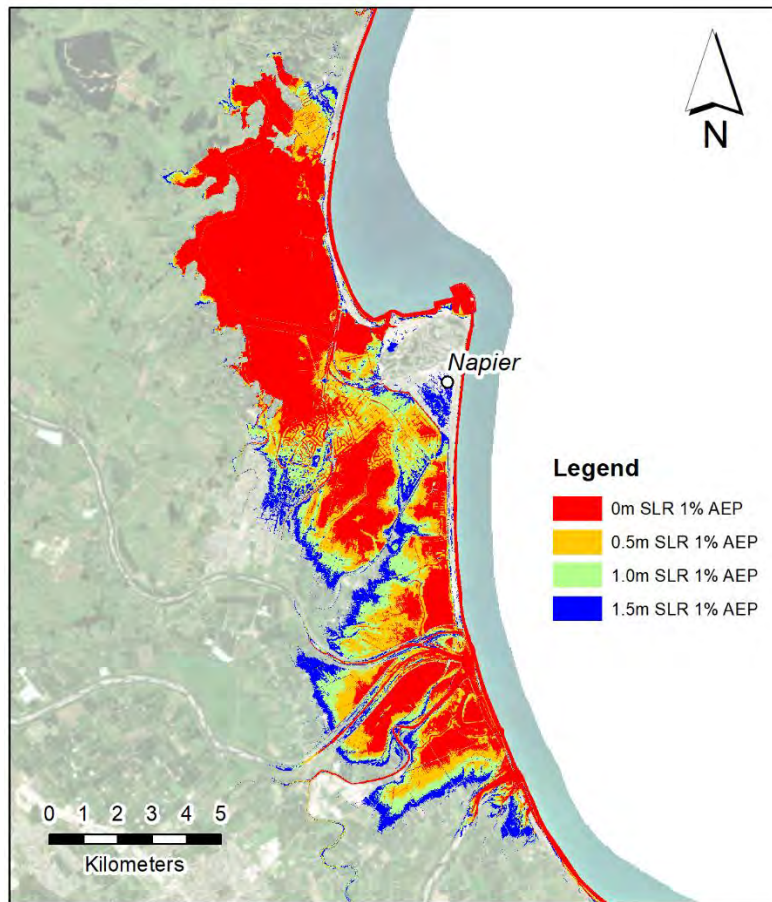 N
Napier
Legend
0m SLR 1% AEP
0.5m SLR 1% AEP
1.0m SLR 1% AEP
1.5m SLR 1% AEP
0 1 2 3 4 5
Kilometers